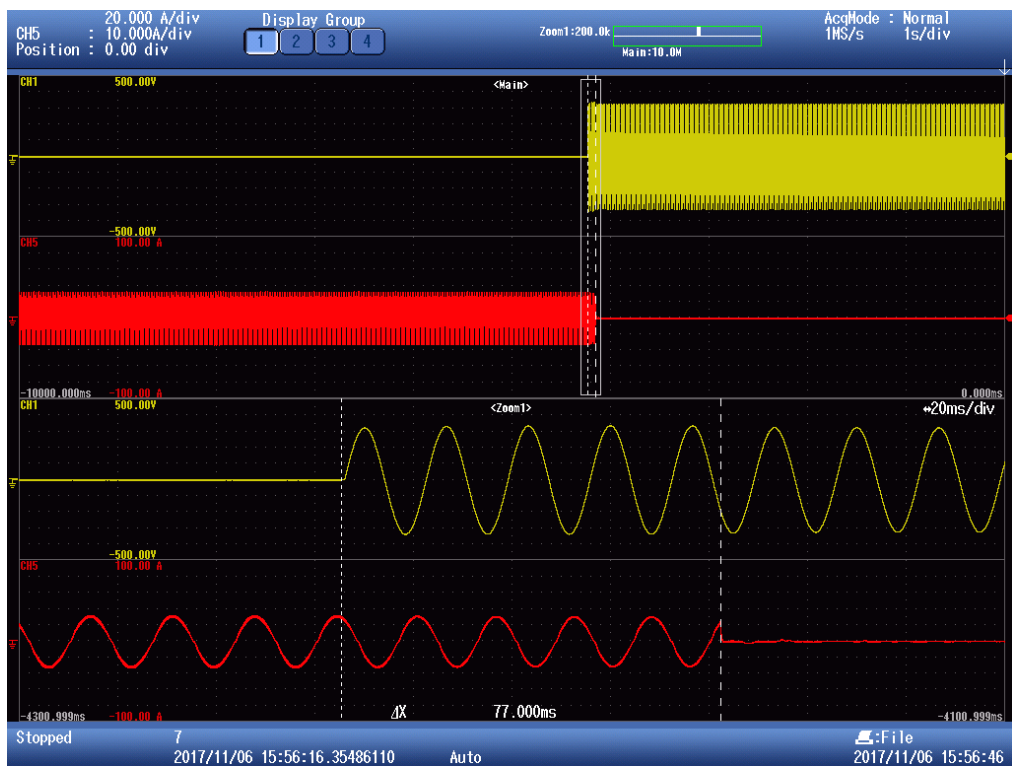 20.000 A/div
CH5 : 10.000A/div
Position : 0.00 div
Display Group
1 2 3 4
Zoom1:200.0k
Main:10.0M
AcqMode : Normal
1MS/s 1s/div
CH1 500.00V <Main>
-500.00V
CH5 100.00 A
-10000.000ms -100.00 A 0.000ms
CH1 500.00V <Zoom1> 20ms/div
-500.00V
CH5 100.00 A
ΔX 77.000ms
-4300.999ms -100.00 A -4100.999ms
Stopped 7 :File
2017/11/06 15:56:16.35486110 Auto 2017/11/06 15:56:46